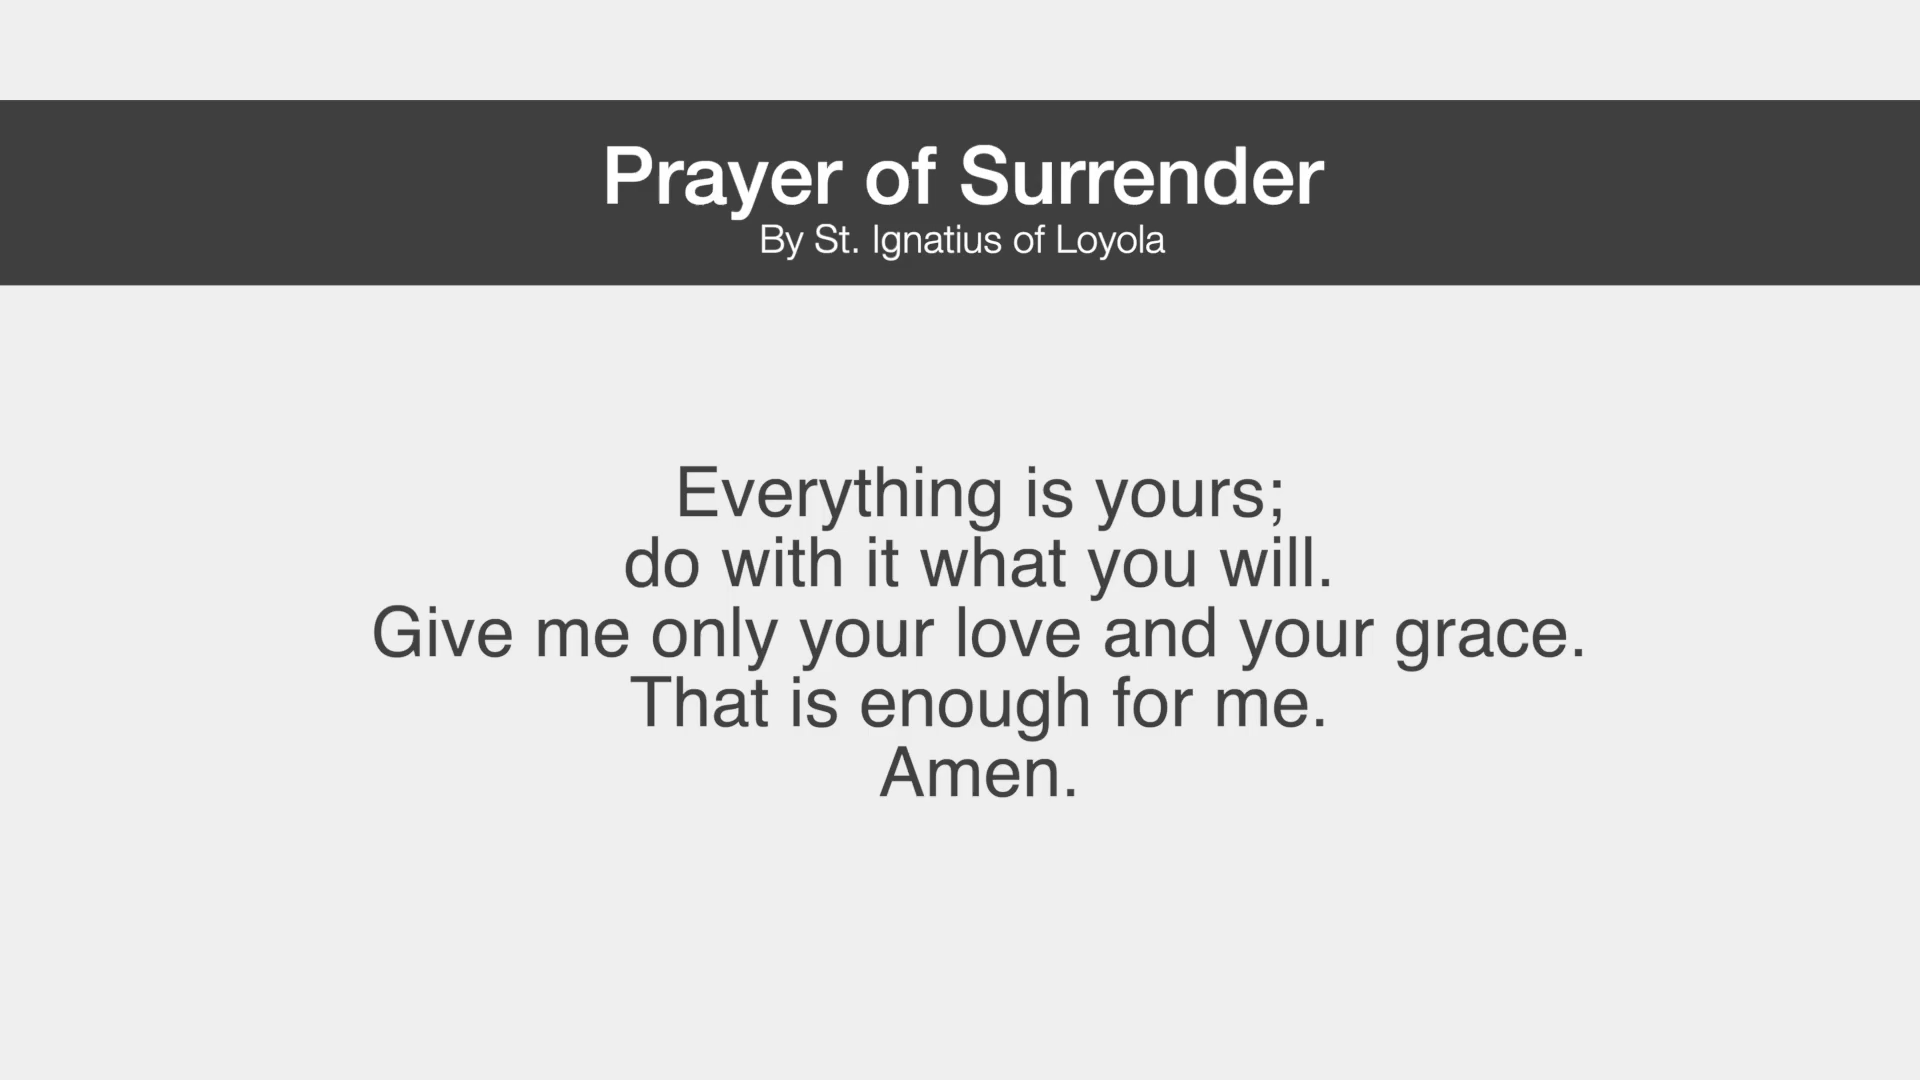 Prayer of Surrender
By St. Ignatius of Loyola
Everything is yours;
do with it what you will.
Give me only your love and your grace.
That is enough for me.
Amen.